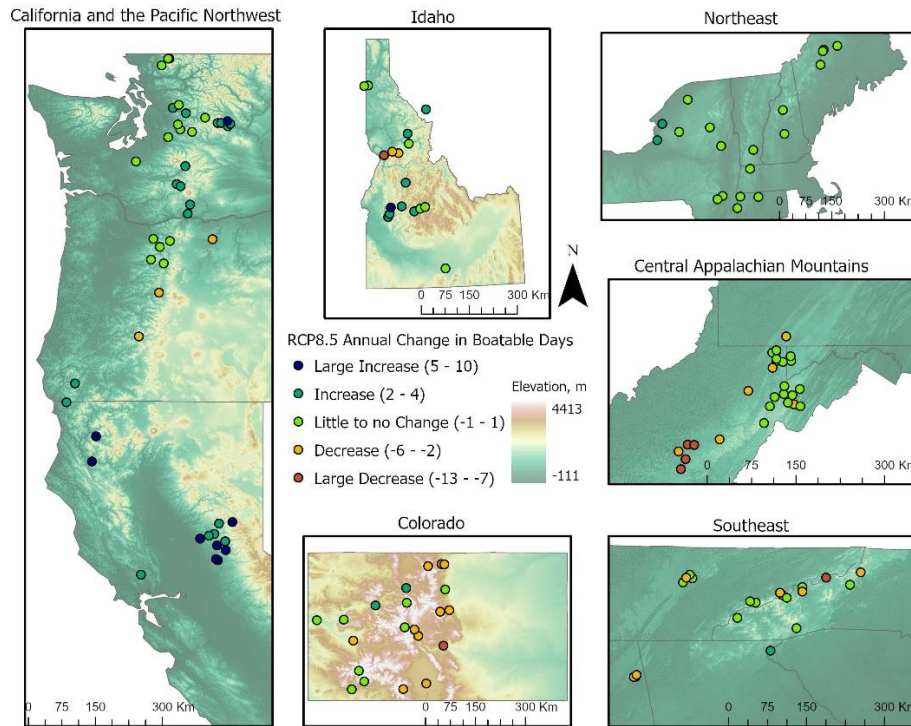 California and the Pacific Northwest
Idaho
Northeast
0 75 150 300 Km
N
0 75 150 300 Km
Central Appalachian Mountains
RCP8.5 Annual Change in Boatable Days
Large Increase (5 - 10)
Increase (2 - 4)
Little to no Change (-1 - 1)
Decrease (-6 - -2)
Large Decrease (-13 - -7)
Elevation, m
4413
-111
0 75 150 300 Km
Colorado
Southeast
0 75 150 300 Km
0 75 150 300 Km
0 75 150 300 Km